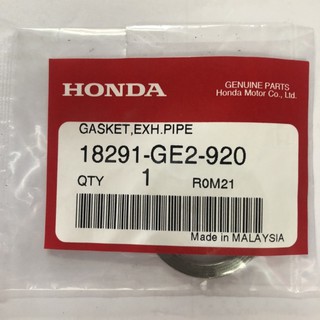 HONDA
GENUINE PARTS
Honda Motor Co., Ltd.
GASKET,EXH.PIPE
18291-GE2-920
QTY 1 R0M21
Made in MALAYSIA